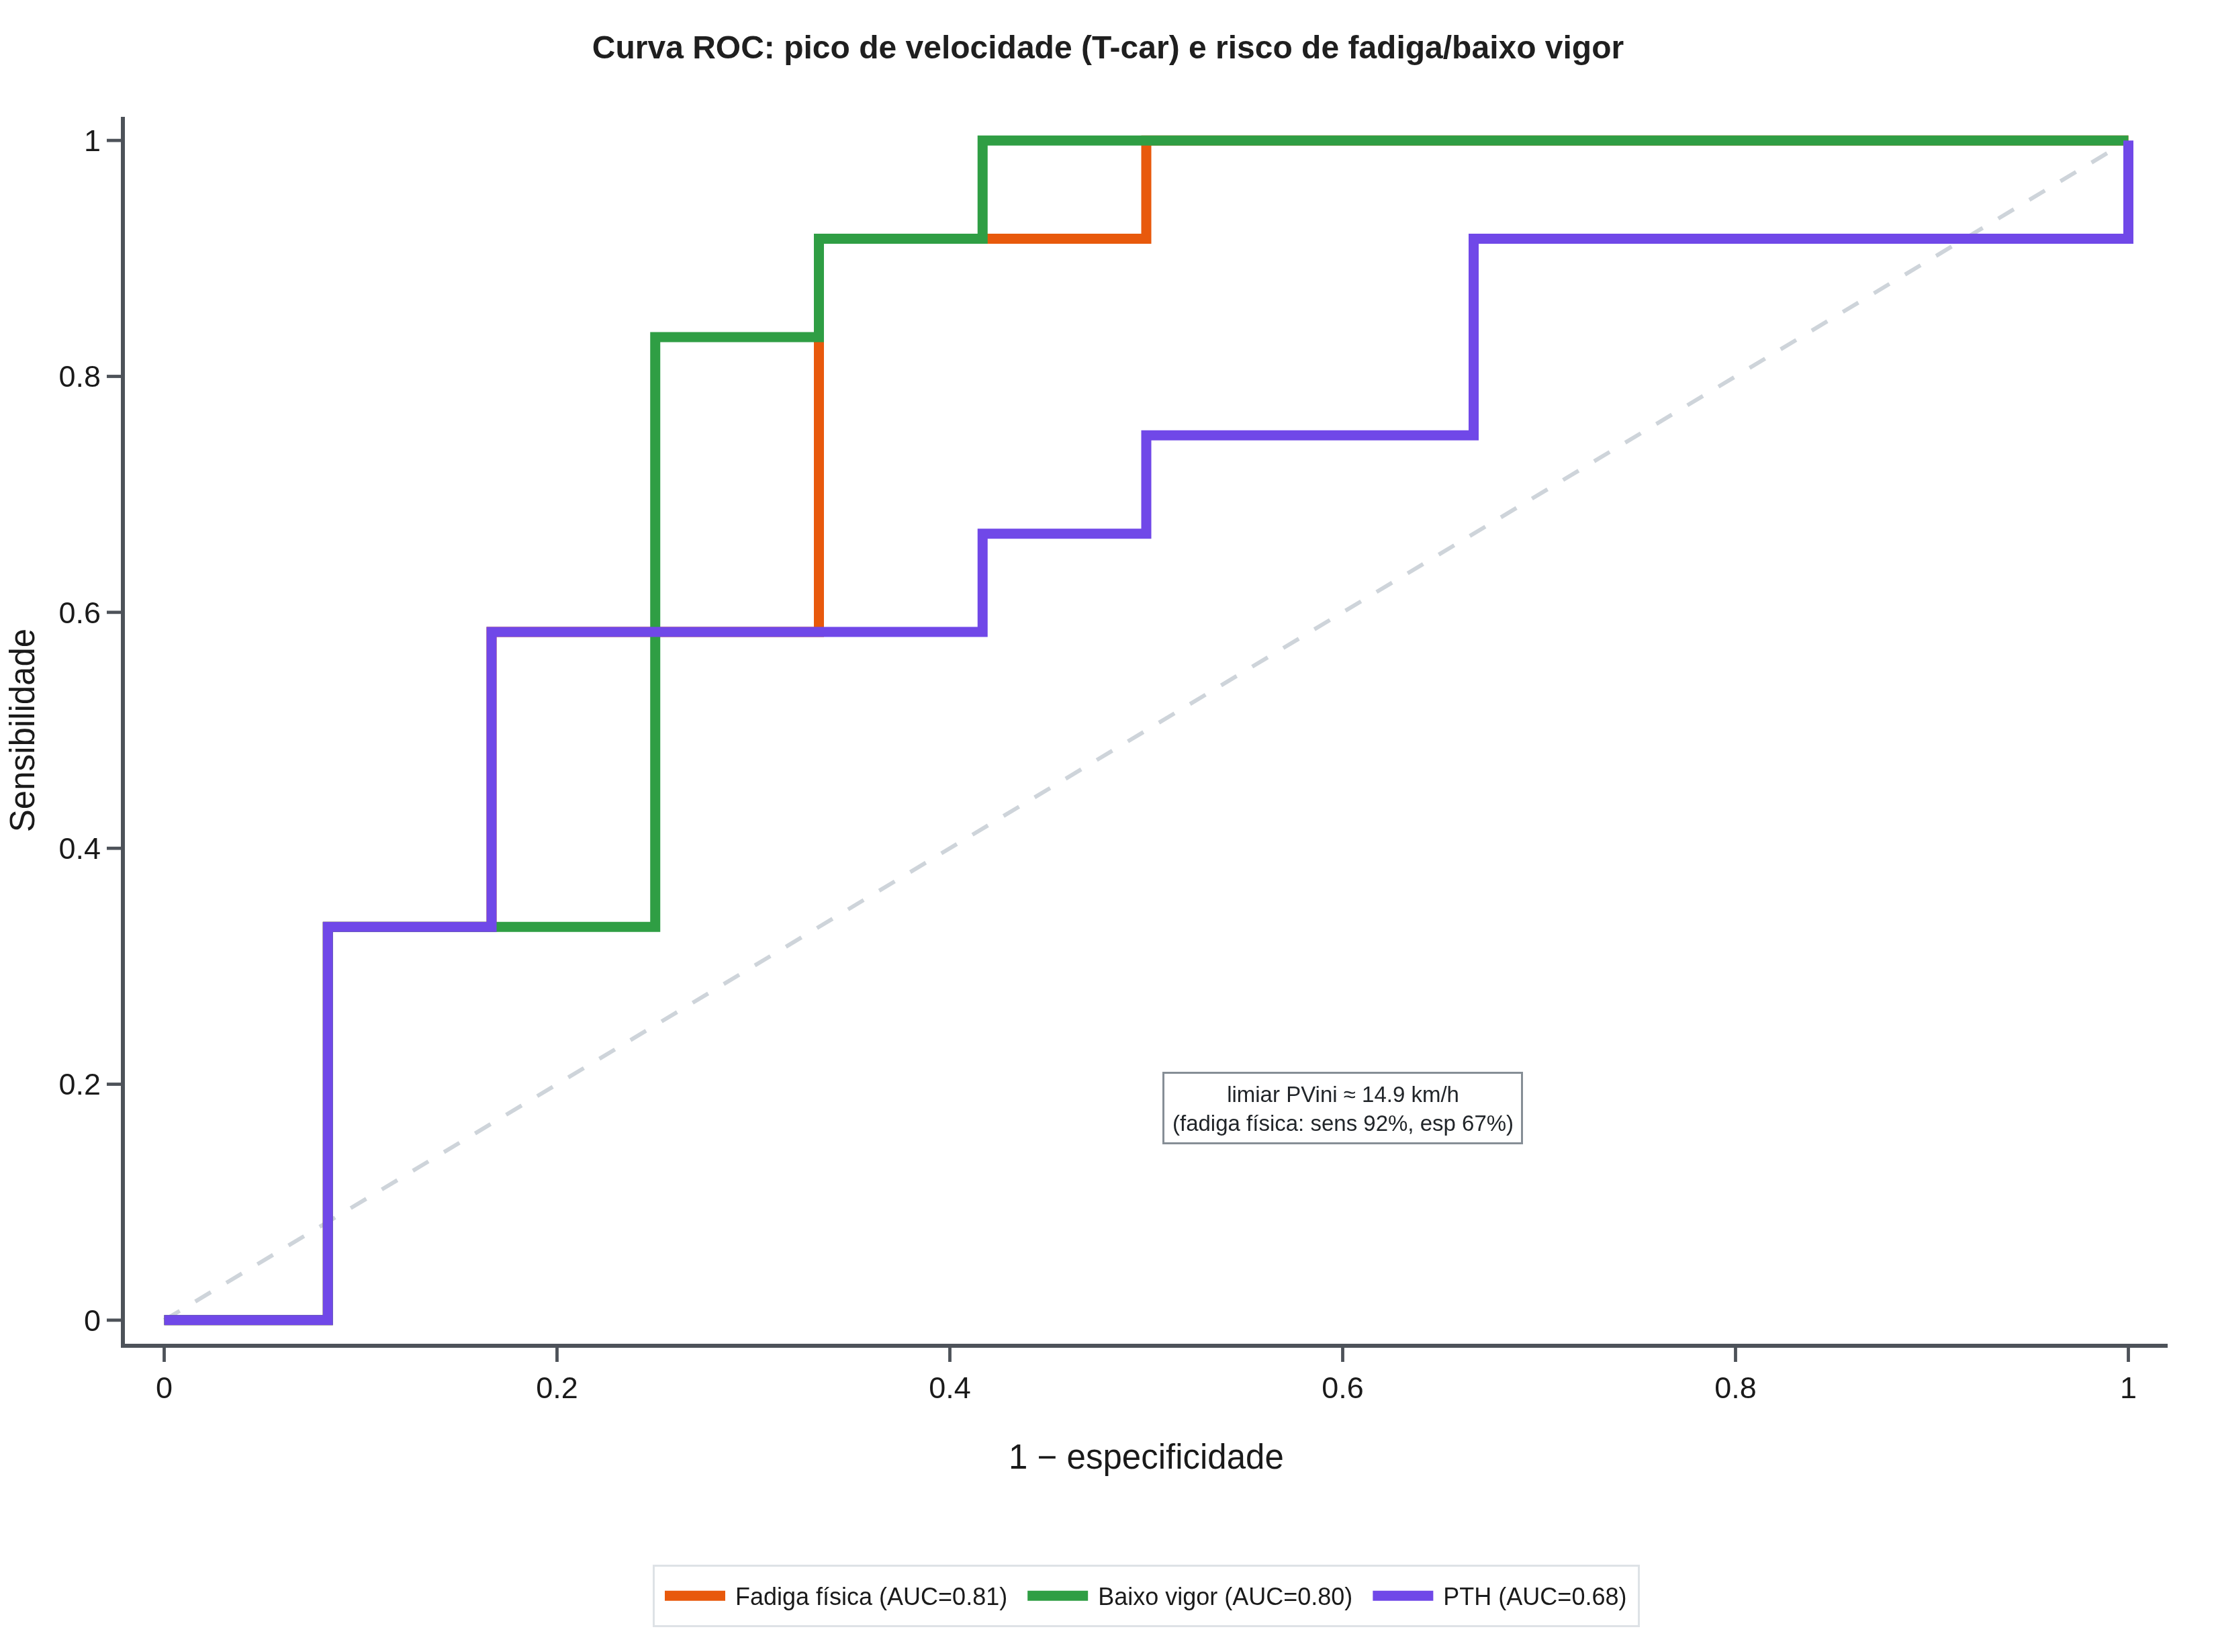 Curva ROC: pico de velocidade (T-car) e risco de fadiga/baixo vigor
Sensibilidade
1
0.8
0.6
0.4
0.2
0
limiar PVini ≈ 14.9 km/h
(fadiga física: sens 92%, esp 67%)
0 0.2 0.4 0.6 0.8 1
1 − especificidade
Fadiga física (AUC=0.81) Baixo vigor (AUC=0.80) PTH (AUC=0.68)